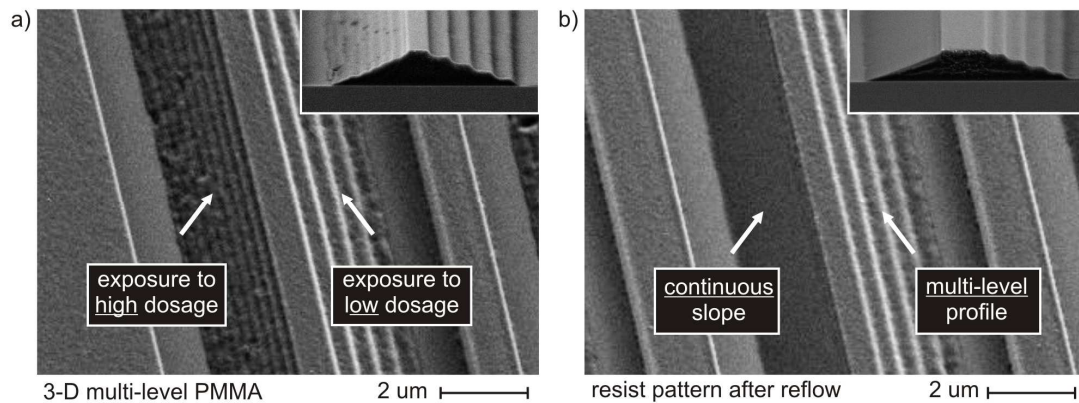 a)
exposure to
high dosage
exposure to
low dosage
3-D multi-level PMMA
2 um
b)
continuous
slope
multi-level
profile
resist pattern after reflow
2 um